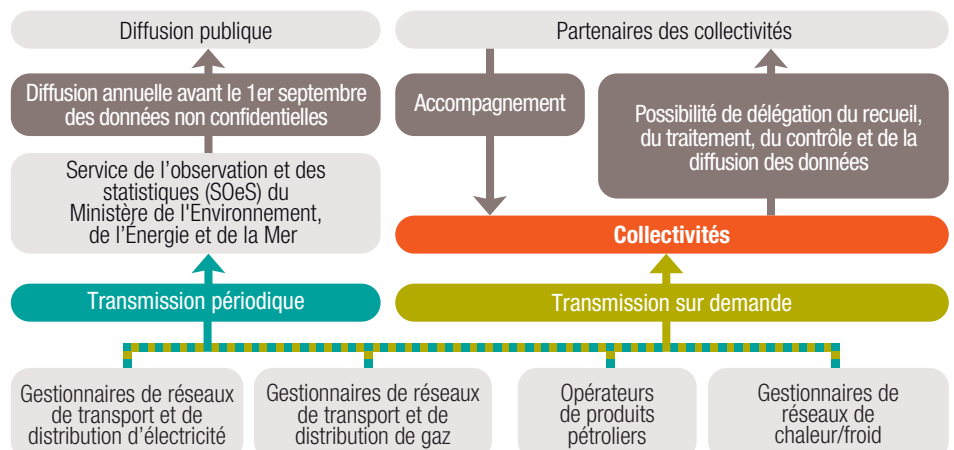 Diffusion publique
Partenaires des collectivités
Diffusion annuelle avant le 1er septembre
des données non confidentielles
Accompagnement
Possibilité de délégation du recueil,
du traitement, du contrôle et de la
diffusion des données
Service de l'observation et des
statistiques (SOeS) du
Ministère de l'Environnement,
de l'Énergie et de la Mer
Collectivités
Transmission périodique
Transmission sur demande
Gestionnaires de réseaux
de transport et de
distribution d'électricité
Gestionnaires de réseaux
de transport et de
distribution de gaz
Opérateurs
de produits
pétroliers
Gestionnaires de
réseaux de
chaleur/froid